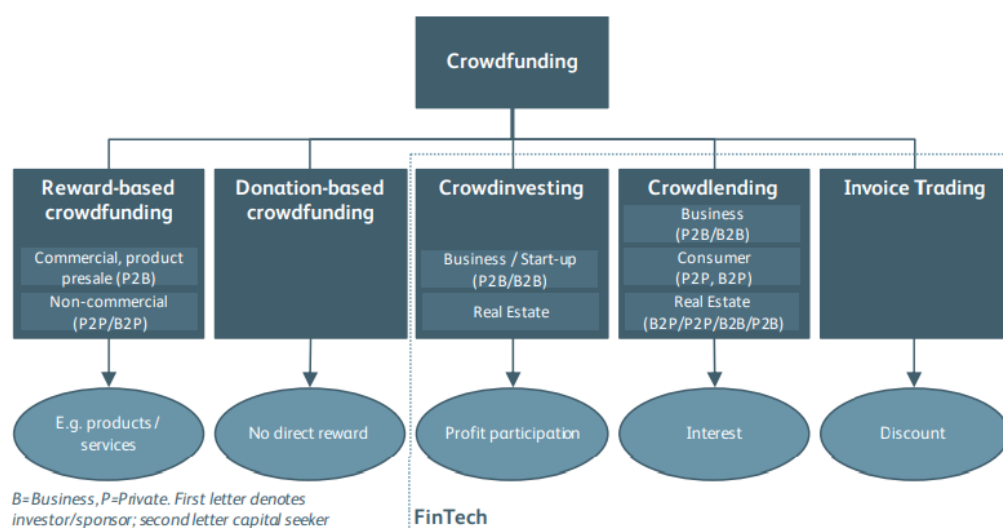 Crowdfunding
Reward-based
crowdfunding
Commercial, product
presale (P2B)
Non-commercial
(P2P/B2P)
Donation-based
crowdfunding
Crowdinvesting
Business / Start-up
(P2B/B2B)
Real Estate
Crowdlending
Business
(P2B/B2B)
Consumer
(P2P, B2P)
Real Estate
(B2P/P2P/B2B/P2B)
Invoice Trading
E.g. products /
services
No direct reward
Profit participation
Interest
Discount
B=Business, P=Private. First letter denotes
investor/sponsor; second letter capital seeker
FinTech